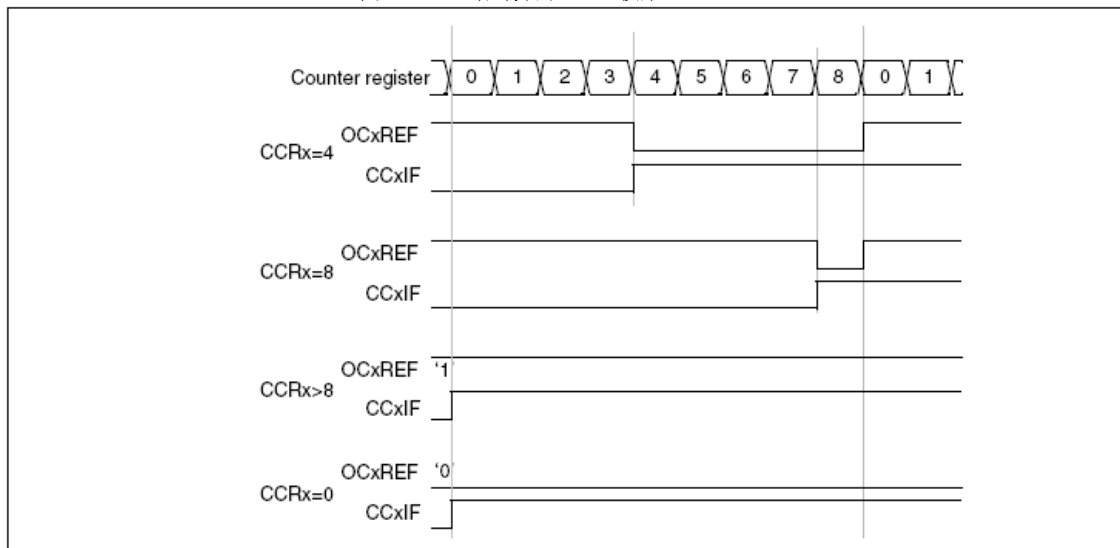 Counter register 0 1 2 3 4 5 6 7 8 0 1
CCRx=4
OCxREF
CCxIF
CCRx=8
OCxREF
CCxIF
CCRx>8
OCxREF '1'
CCxIF
CCRx=0
OCxREF '0'
CCxIF